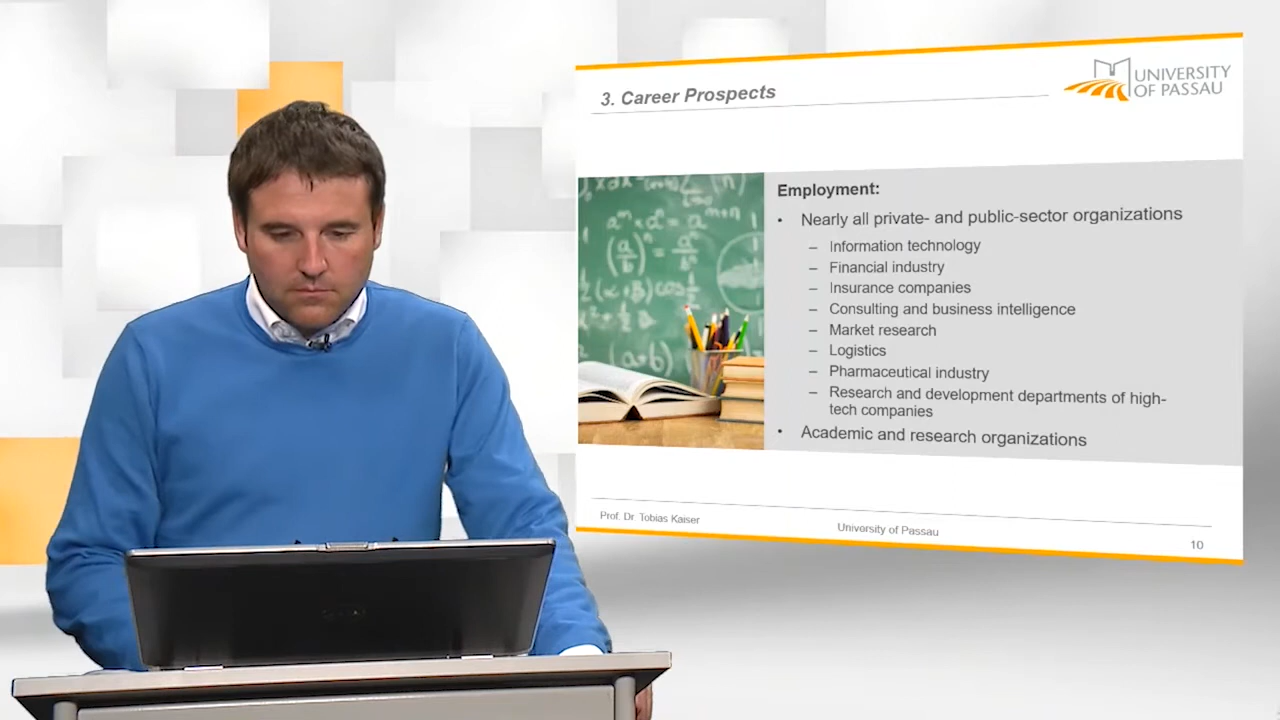 3. Career Prospects
UNIVERSITY
OF PASSAU
Employment:
• Nearly all private- and public-sector organizations
– Information technology
– Financial industry
– Insurance companies
– Consulting and business intelligence
– Market research
– Logistics
– Pharmaceutical industry
– Research and development departments of high-
tech companies
• Academic and research organizations
Prof. Dr Tobias Kaiser
University of Passau
10